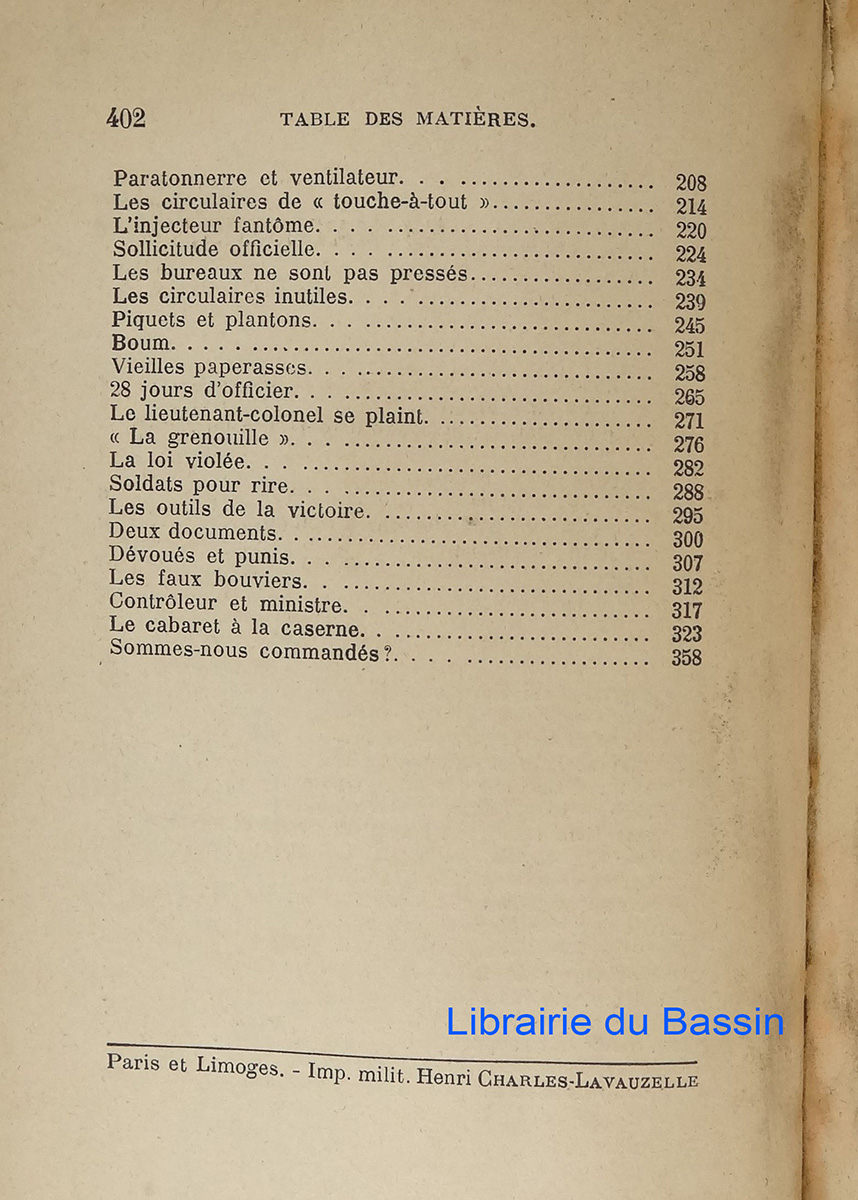 402 TABLE DES MATIÈRES.
Paratonnerre et ventilateur. 208
Les circulaires de « touche-à-tout ». 214
L'injecteur fantôme. 220
Sollicitude officielle. 224
Les bureaux ne sont pas pressés. 234
Les circulaires inutiles. 239
Piquets et plantons. 245
Boum. 251
Vieilles paperasses. 258
28 jours d'officier. 265
Le lieutenant-colonel se plaint. 271
« La grenouille ». 276
La loi violée. 282
Soldats pour rire. 288
Les outils de la victoire. 295
Deux documents. 300
Dévoués et punis. 307
Les faux bouviers. 312
Contrôleur et ministre. 317
Le cabaret à la caserne. 323
Sommes-nous commandés ?. 358
Librairie du Bassin
Paris et Limoges. - Imp. milit. Henri CHARLES-LAVAUZELLE